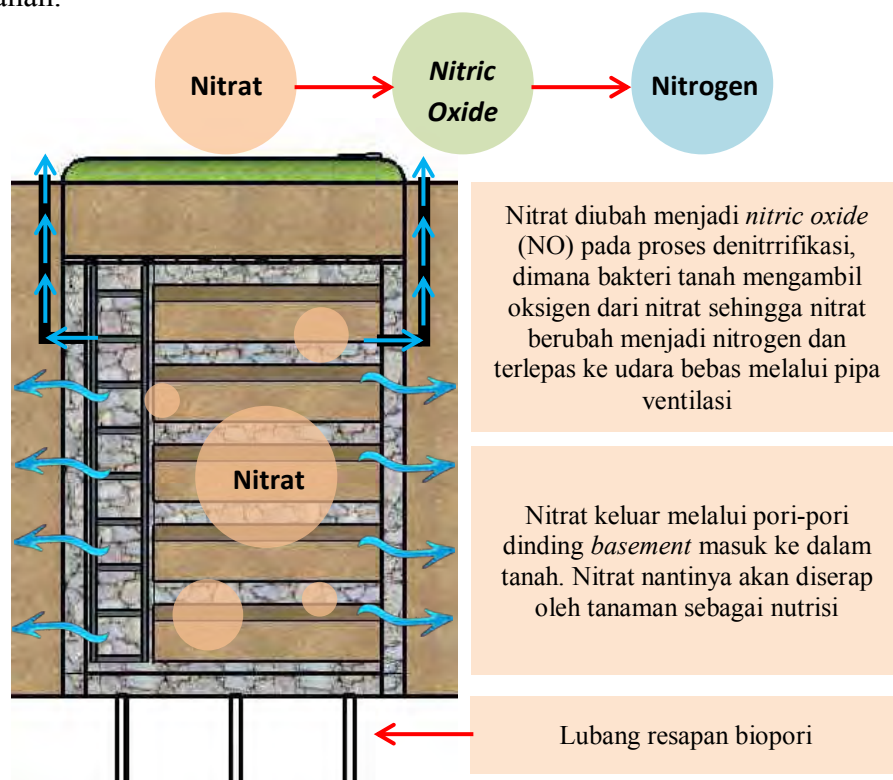 Nitrat
Nitric
Oxide
Nitrogen
Nitrat diubah menjadi nitric oxide
(NO) pada proses denitrrifikasi,
dimana bakteri tanah mengambil
oksigen dari nitrat sehingga nitrat
berubah menjadi nitrogen dan
terlepas ke udara bebas melalui pipa
ventilasi
Nitrat
Nitrat keluar melalui pori-pori
dinding basement masuk ke dalam
tanah. Nitrat nantinya akan diserap
oleh tanaman sebagai nutrisi
Lubang resapan biopori